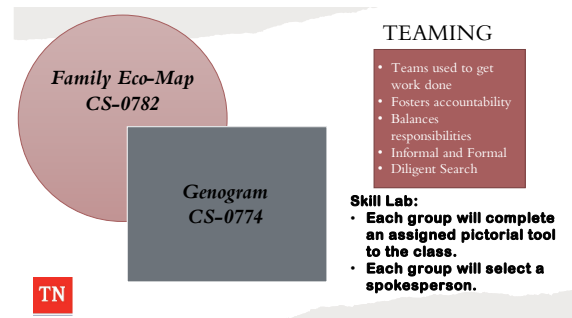 TEAMING
Family Eco-Map
CS-0782
• Teams used to get
work done
• Fosters accountability
• Balances
responsibilities
• Informal and Formal
• Diligent Search
Genogram
CS-0774
Skill Lab:
• Each group will complete
an assigned pictorial tool
to the class.
• Each group will select a
spokesperson.
TN